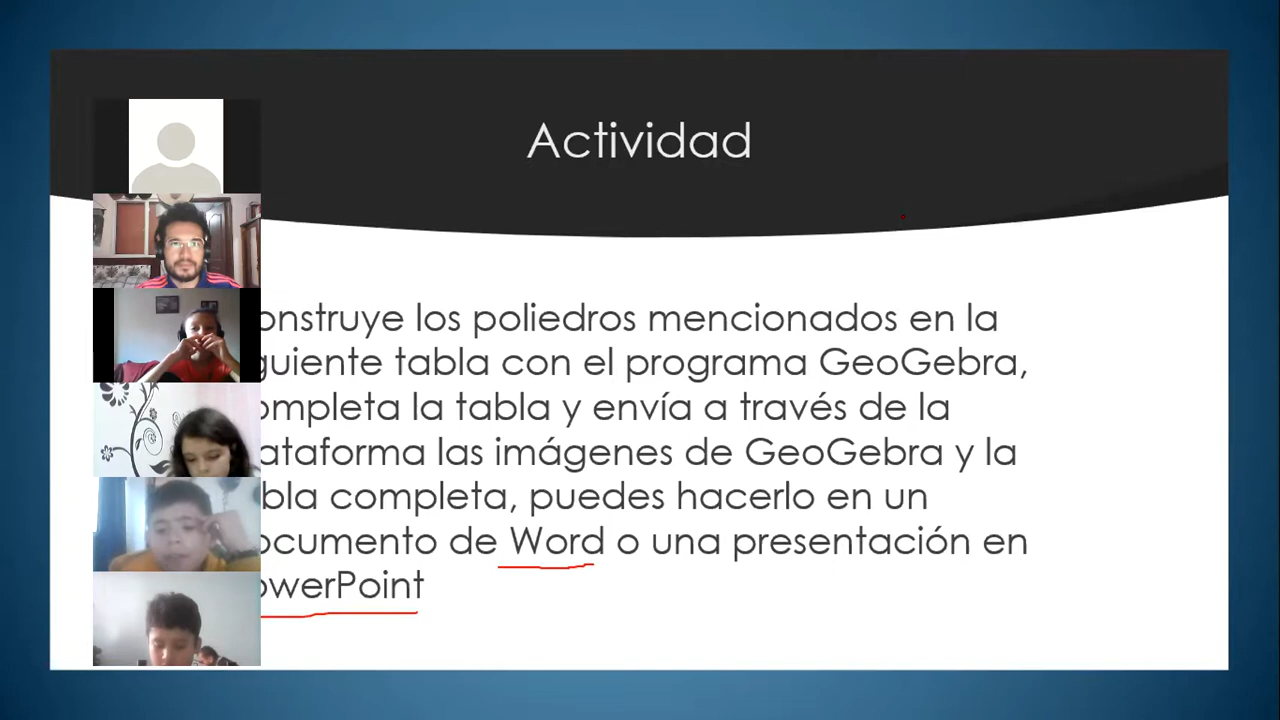 Actividad
onstruye los poliedros mencionados en la
guiente tabla con el programa GeoGebra,
ompleta la tabla y envía a través de la
ataforma las imágenes de GeoGebra y la
bla completa, puedes hacerlo en un
ocumento de Word o una presentación en
owerPoint